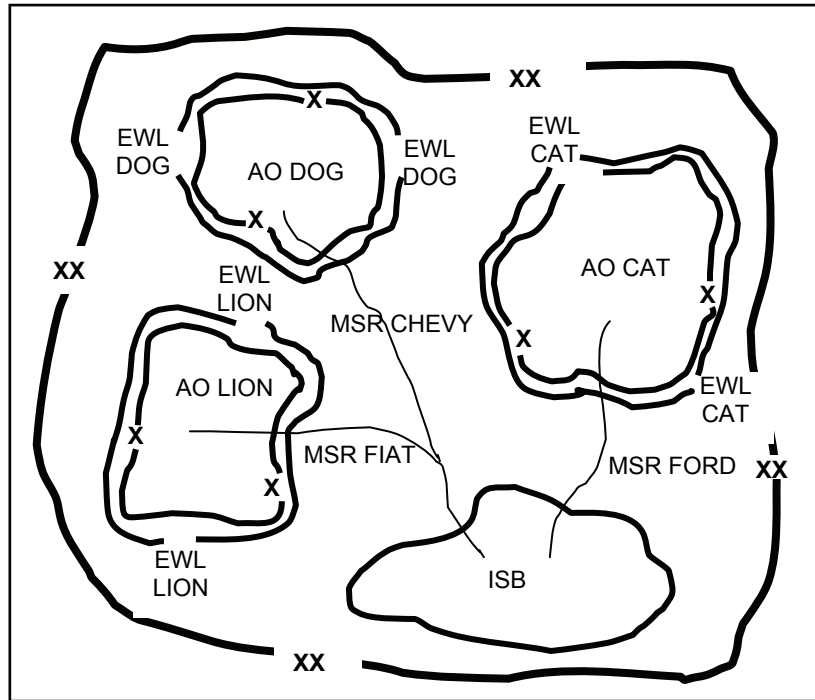 XX
X
EWL
DOG
AO DOG
EWL
DOG
EWL
CAT
X
XX
EWL
LION
AO CAT
X
MSR CHEVY
X
AO LION
EWL
CAT
X
MSR FIAT
MSR FORD
XX
X
EWL
LION
ISB
XX